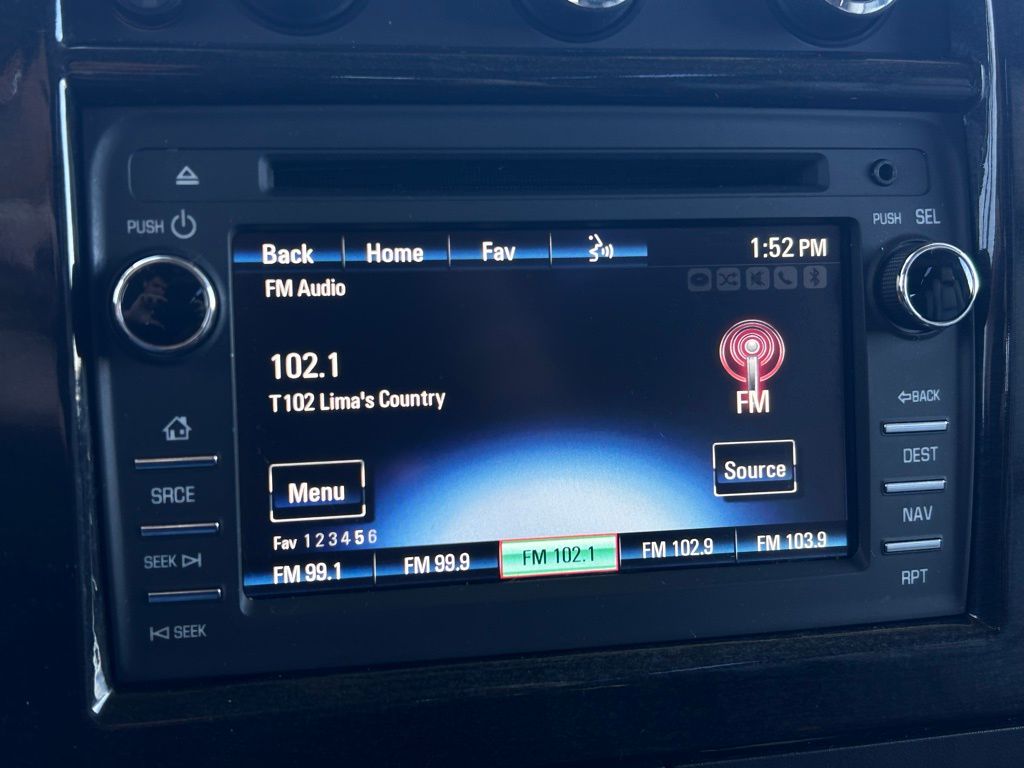 PUSH
PUSH SEL
Back Home Fav 1:52 PM
FM Audio
102.1
T102 Lima's Country
FM
BACK
DEST
NAV
RPT
SRCE
SEEK
SEEK
Menu Source
Fav 1 2 3 4 5 6
FM 99.1 FM 99.9 FM 102.1 FM 102.9 FM 103.9